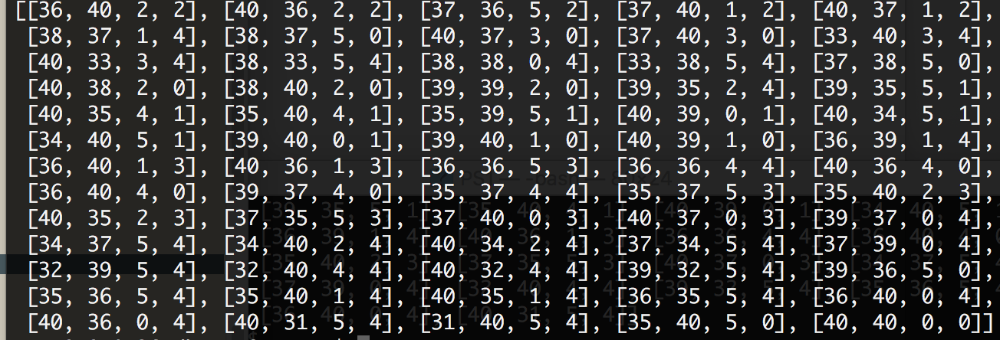 [[36, 40, 2, 2], [40, 36, 2, 2], [37, 36, 5, 2], [37, 40, 1, 2], [40, 37, 1, 2],
[38, 37, 1, 4], [38, 37, 5, 0], [40, 37, 3, 0], [37, 40, 3, 0], [33, 40, 3, 4],
[40, 33, 3, 4], [38, 33, 5, 4], [38, 38, 0, 4], [33, 38, 5, 4], [37, 38, 5, 0],
[40, 38, 2, 0], [38, 40, 2, 0], [39, 39, 2, 0], [39, 35, 2, 4], [39, 35, 5, 1],
[40, 35, 4, 1], [35, 40, 4, 1], [35, 39, 5, 1], [40, 39, 0, 1], [40, 34, 5, 1],
[34, 40, 5, 1], [39, 40, 0, 1], [39, 40, 1, 0], [40, 39, 1, 0], [36, 39, 1, 4],
[36, 40, 1, 3], [40, 36, 1, 3], [36, 36, 5, 3], [36, 36, 4, 4], [40, 36, 4, 0],
[36, 40, 4, 0], [39, 37, 4, 0], [35, 37, 4, 4], [35, 37, 5, 3], [35, 40, 2, 3],
[40, 35, 2, 3], [37, 35, 5, 3], [37, 40, 0, 3], [40, 37, 0, 3], [39, 37, 0, 4],
[34, 37, 5, 4], [34, 40, 2, 4], [40, 34, 2, 4], [37, 34, 5, 4], [37, 39, 0, 4],
[32, 39, 5, 4], [32, 40, 4, 4], [40, 32, 4, 4], [39, 32, 5, 4], [39, 36, 5, 0],
[35, 36, 5, 4], [35, 40, 1, 4], [40, 35, 1, 4], [36, 35, 5, 4], [36, 40, 0, 4],
[40, 36, 0, 4], [40, 31, 5, 4], [31, 40, 5, 4], [35, 40, 5, 0], [40, 40, 0, 0]]